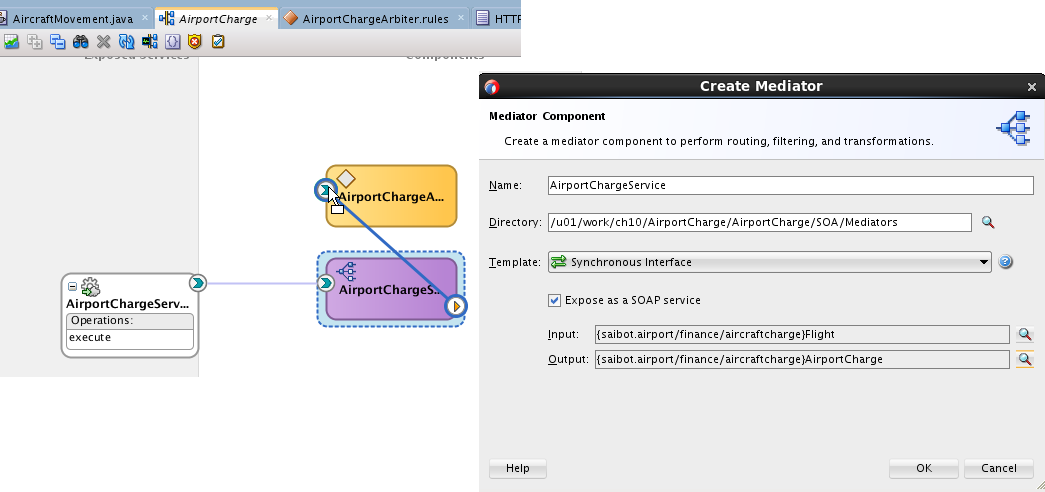 AircraftMovement.java
AirportCharge
AirportChargeArbiter.rules
HTTP
Exposed Services
Components
AirportChargeA...
AirportChargeS...
AirportChargeServ...
Operations:
execute
Create Mediator
Mediator Component
Create a mediator component to perform routing, filtering, and transformations.
Name: AirportChargeService
Directory: /u01/work/ch10/AirportCharge/AirportCharge/SOA/Mediators
Template: Synchronous Interface
Expose as a SOAP service
Input: {saibot.airport/finance/aircraftcharge}Flight
Output: {saibot.airport/finance/aircraftcharge}AirportCharge
Help
OK
Cancel